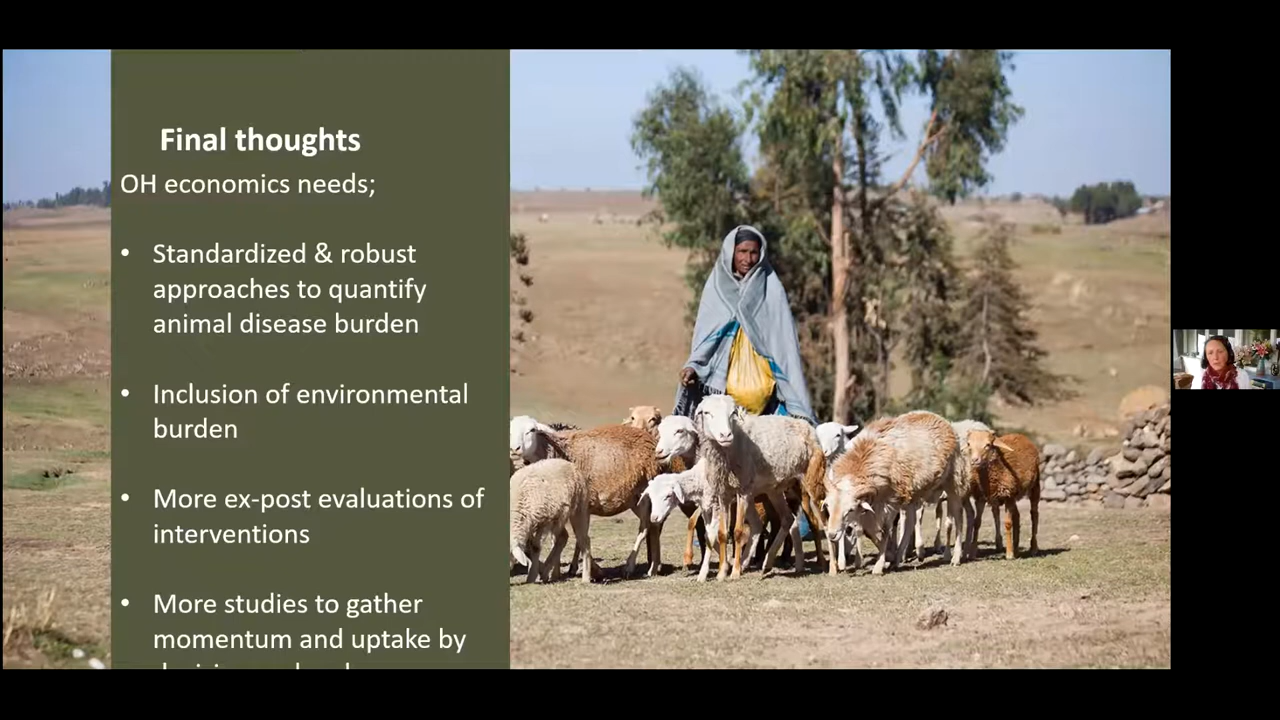 Final thoughts
OH economics needs;
• Standardized & robust
approaches to quantify
animal disease burden
• Inclusion of environmental
burden
• More ex-post evaluations of
interventions
• More studies to gather
momentum and uptake by